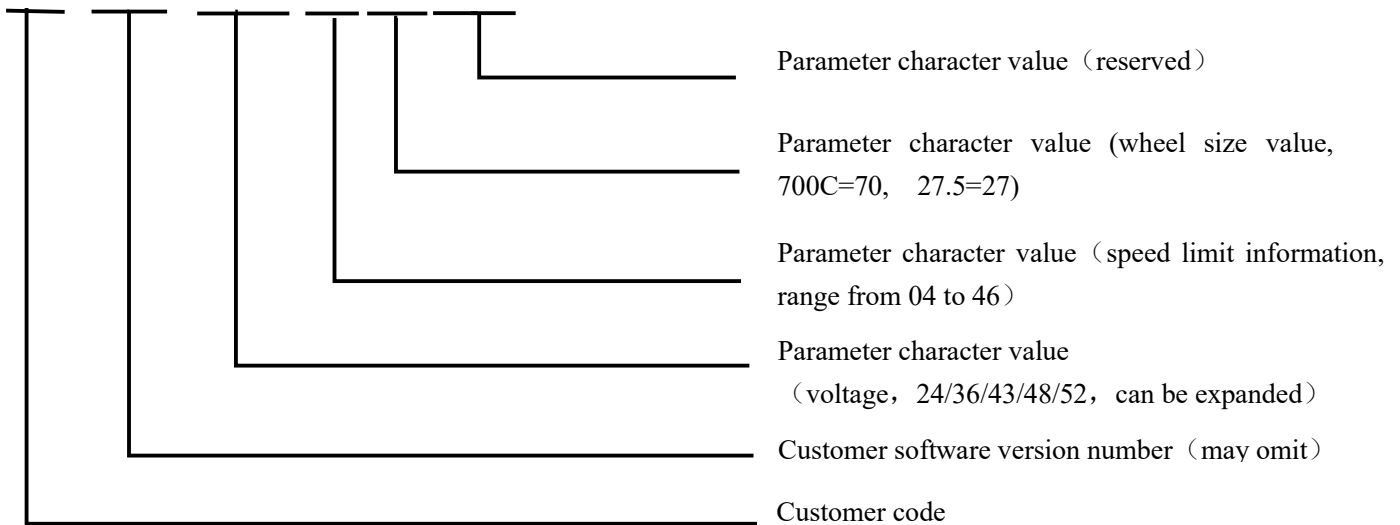 Parameter character value（reserved）
Parameter character value (wheel size value,
700C=70, 27.5=27)
Parameter character value（speed limit information,
range from 04 to 46）
Parameter character value
（voltage，24/36/43/48/52，can be expanded）
Customer software version number（may omit）
Customer code